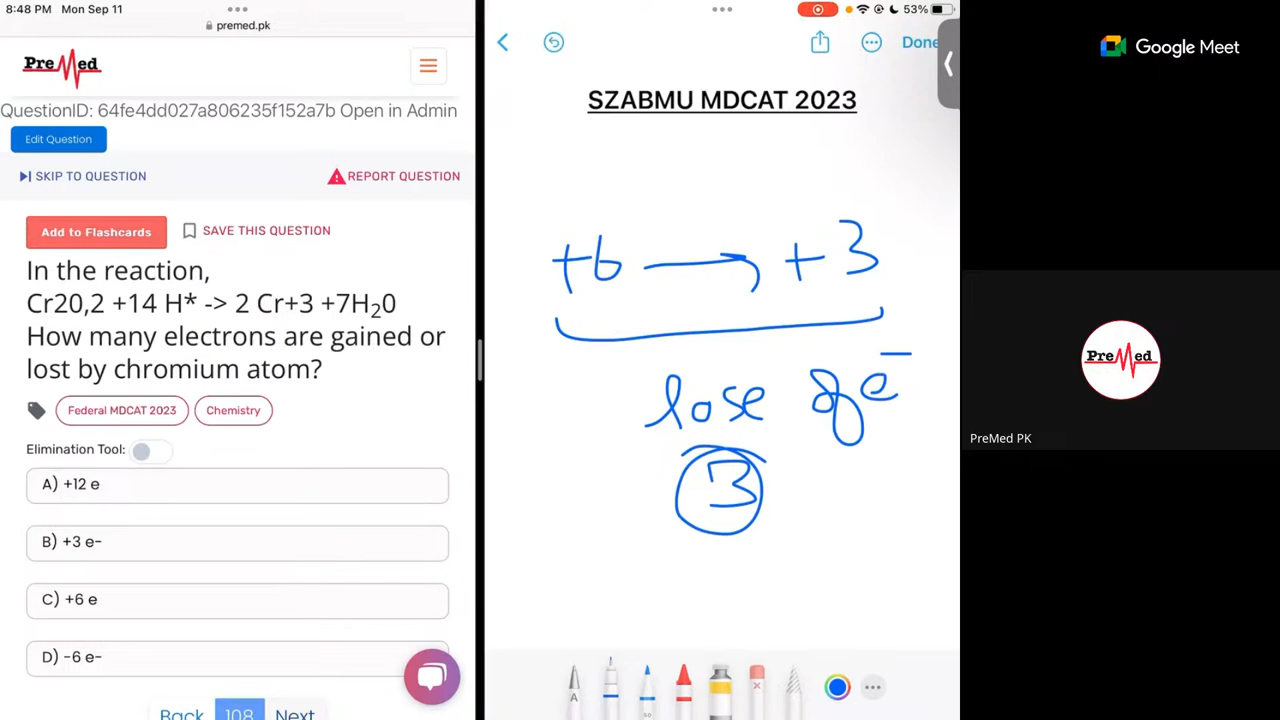 8:48 PM Mon Sep 11
premed.pk
PreMed
QuestionID: 64fe4dd027a806235f152a7b Open in Admin
Edit Question
SKIP TO QUESTION
REPORT QUESTION
Add to Flashcards
SAVE THIS QUESTION
In the reaction,
Cr20,2 +14 H* -> 2 Cr+3 +7H₂0
How many electrons are gained or
lost by chromium atom?
Federal MDCAT 2023
Chemistry
Elimination Tool:
A) +12 e
B) +3 e-
C) +6 e
D) -6 e-
Back 108 Next
53%
Done
SZABMU MDCAT 2023
+6 → +3
lose of e⁻
3
Google Meet
PreMed
PreMed PK